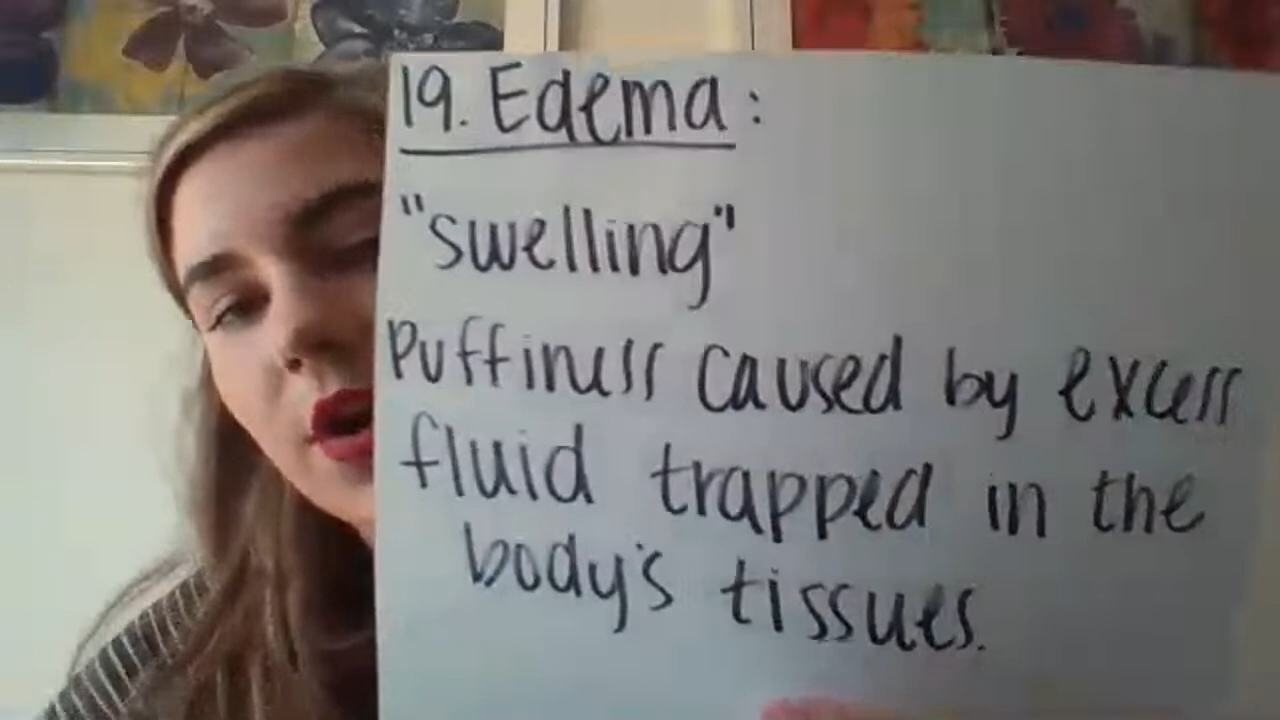 19. Edema:
"swelling"
Puffiness caused by excess
fluid trapped in the
body's tissues.